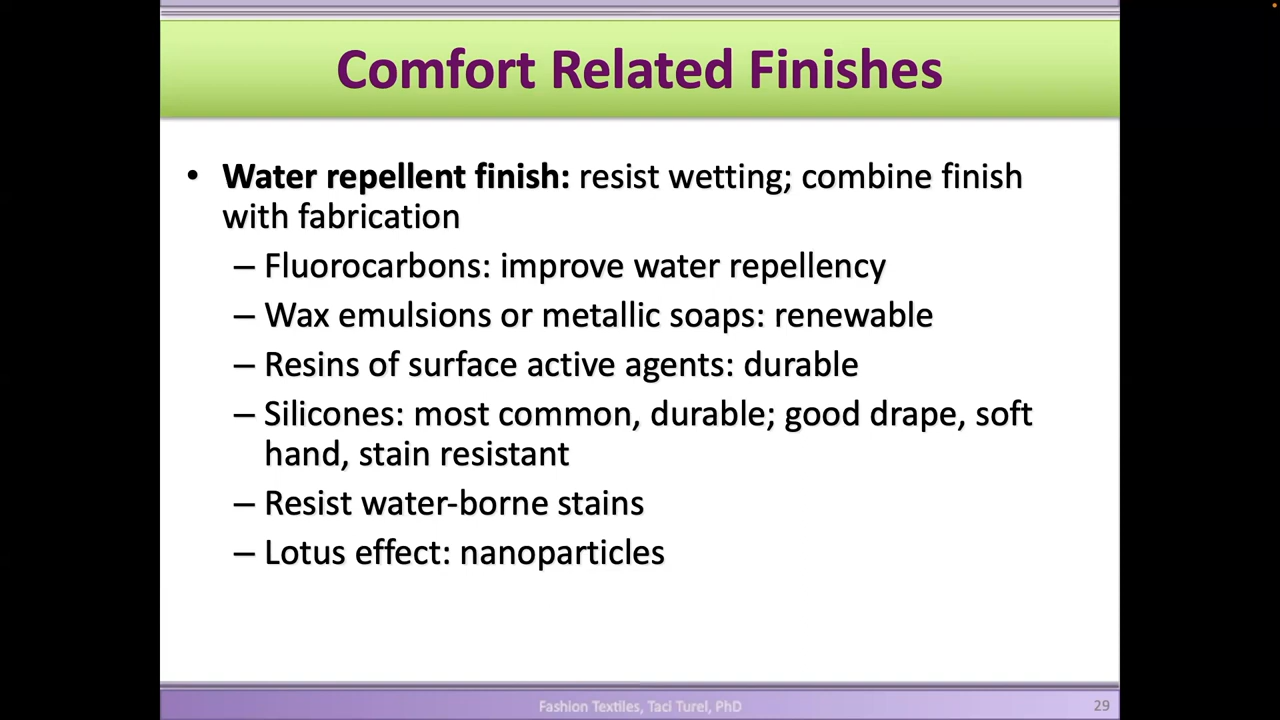 Comfort Related Finishes
• Water repellent finish: resist wetting; combine finish
with fabrication
– Fluorocarbons: improve water repellency
– Wax emulsions or metallic soaps: renewable
– Resins of surface active agents: durable
– Silicones: most common, durable; good drape, soft
hand, stain resistant
– Resist water-borne stains
– Lotus effect: nanoparticles
Fashion Textiles, Taci Turel, PhD
29